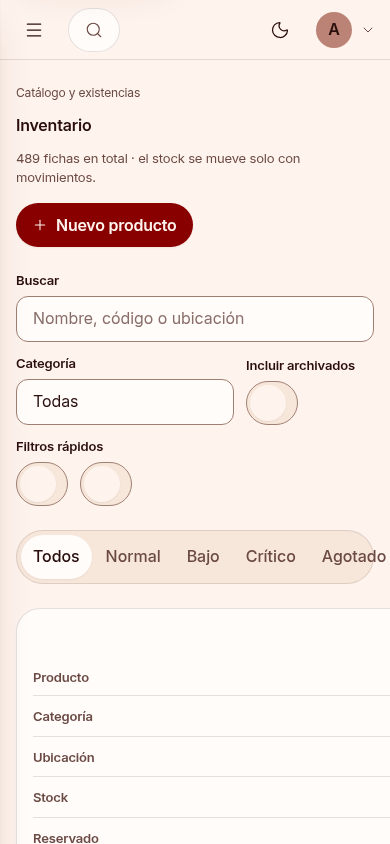 A
Catálogo y existencias
Inventario
489 fichas en total · el stock se mueve solo con
movimientos.
Nuevo producto
Buscar
Nombre, código o ubicación
Categoría
Incluir archivados
Todas
Filtros rápidos
Todos Normal Bajo Crítico Agotado
Producto
Categoría
Ubicación
Stock
Reservado